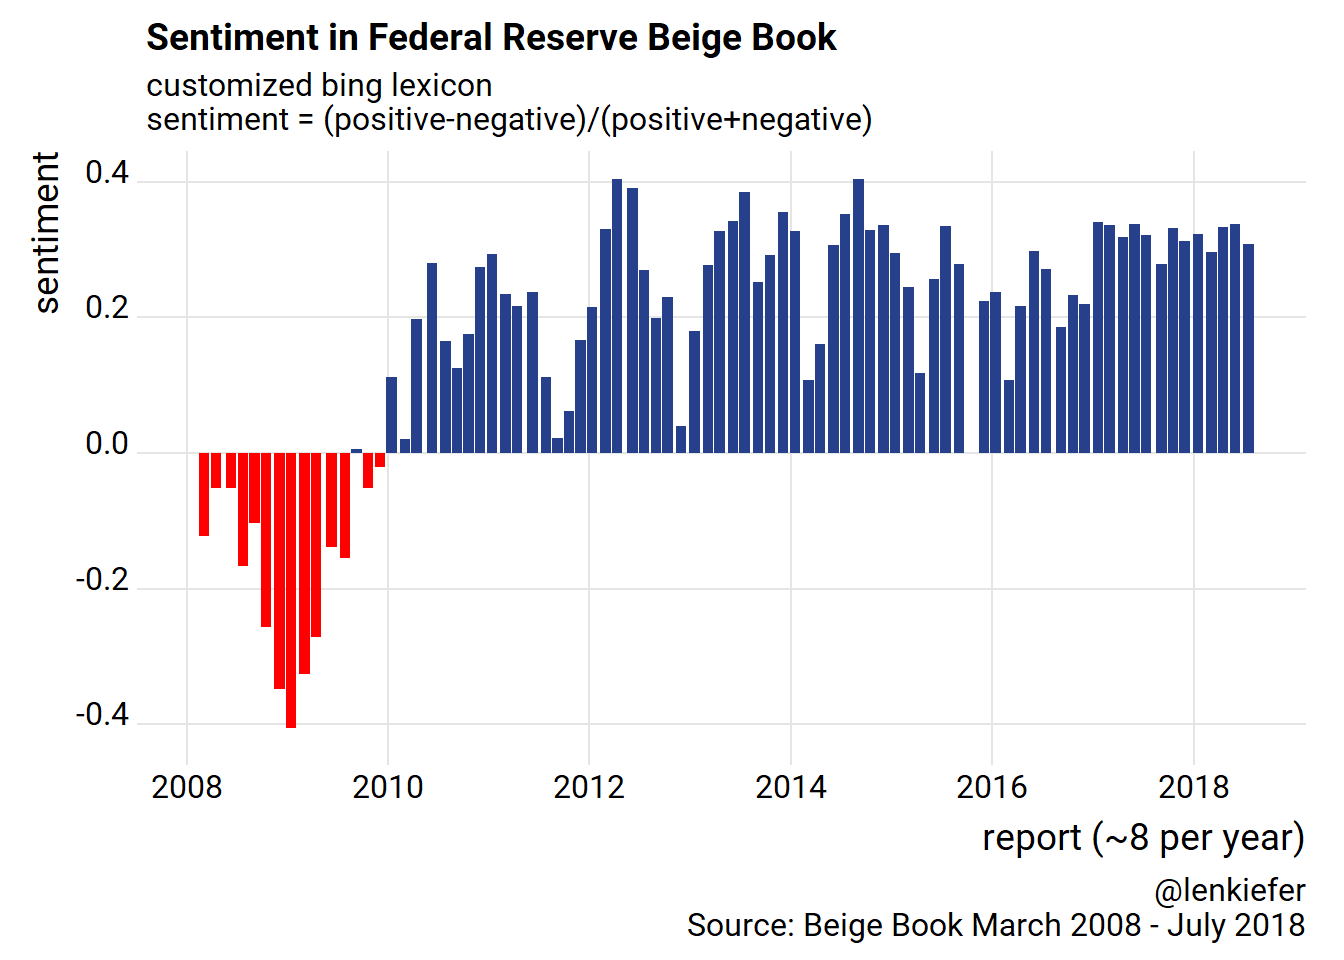 Sentiment in Federal Reserve Beige Book
customized bing lexicon
sentiment = (positive-negative)/(positive+negative)
sentiment
0.4
0.2
0.0
-0.2
-0.4
2008 2010 2012 2014 2016 2018
report (~8 per year)
@lenkiefer
Source: Beige Book March 2008 - July 2018